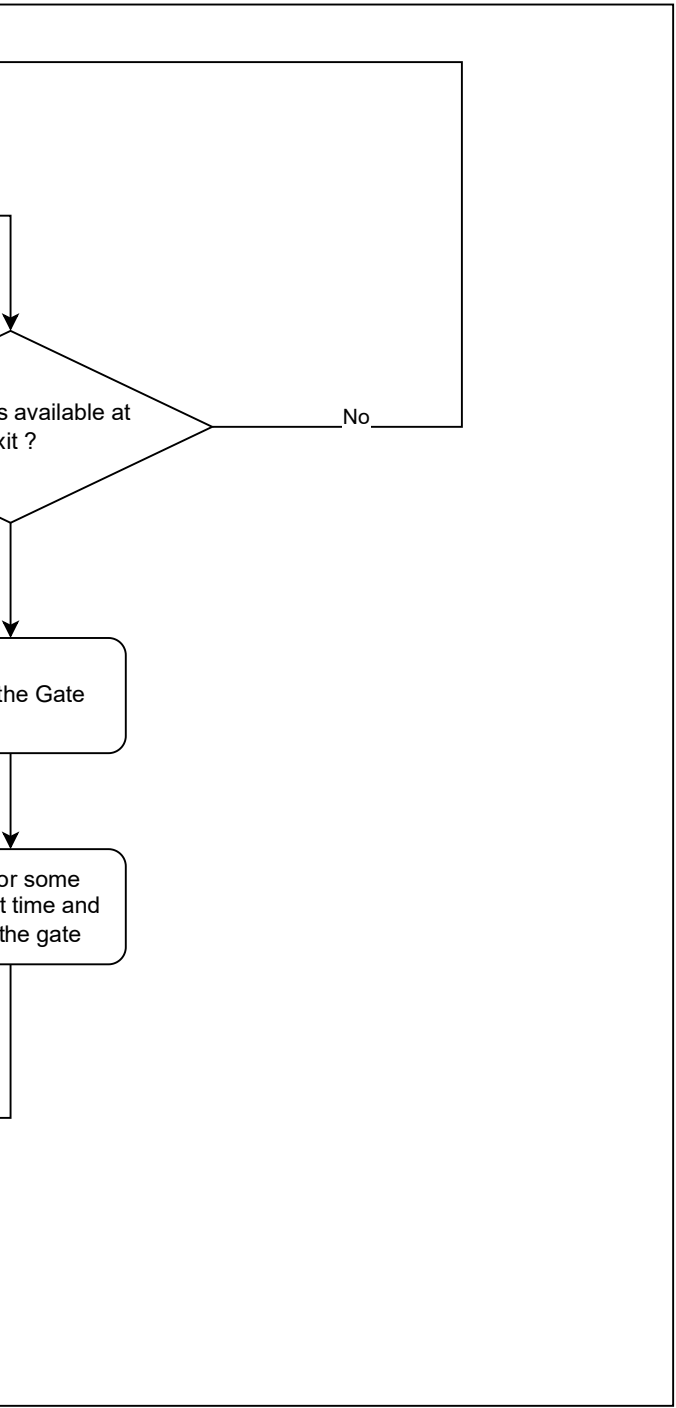 s available at
xit ?
No
the Gate
or some
t time and
the gate